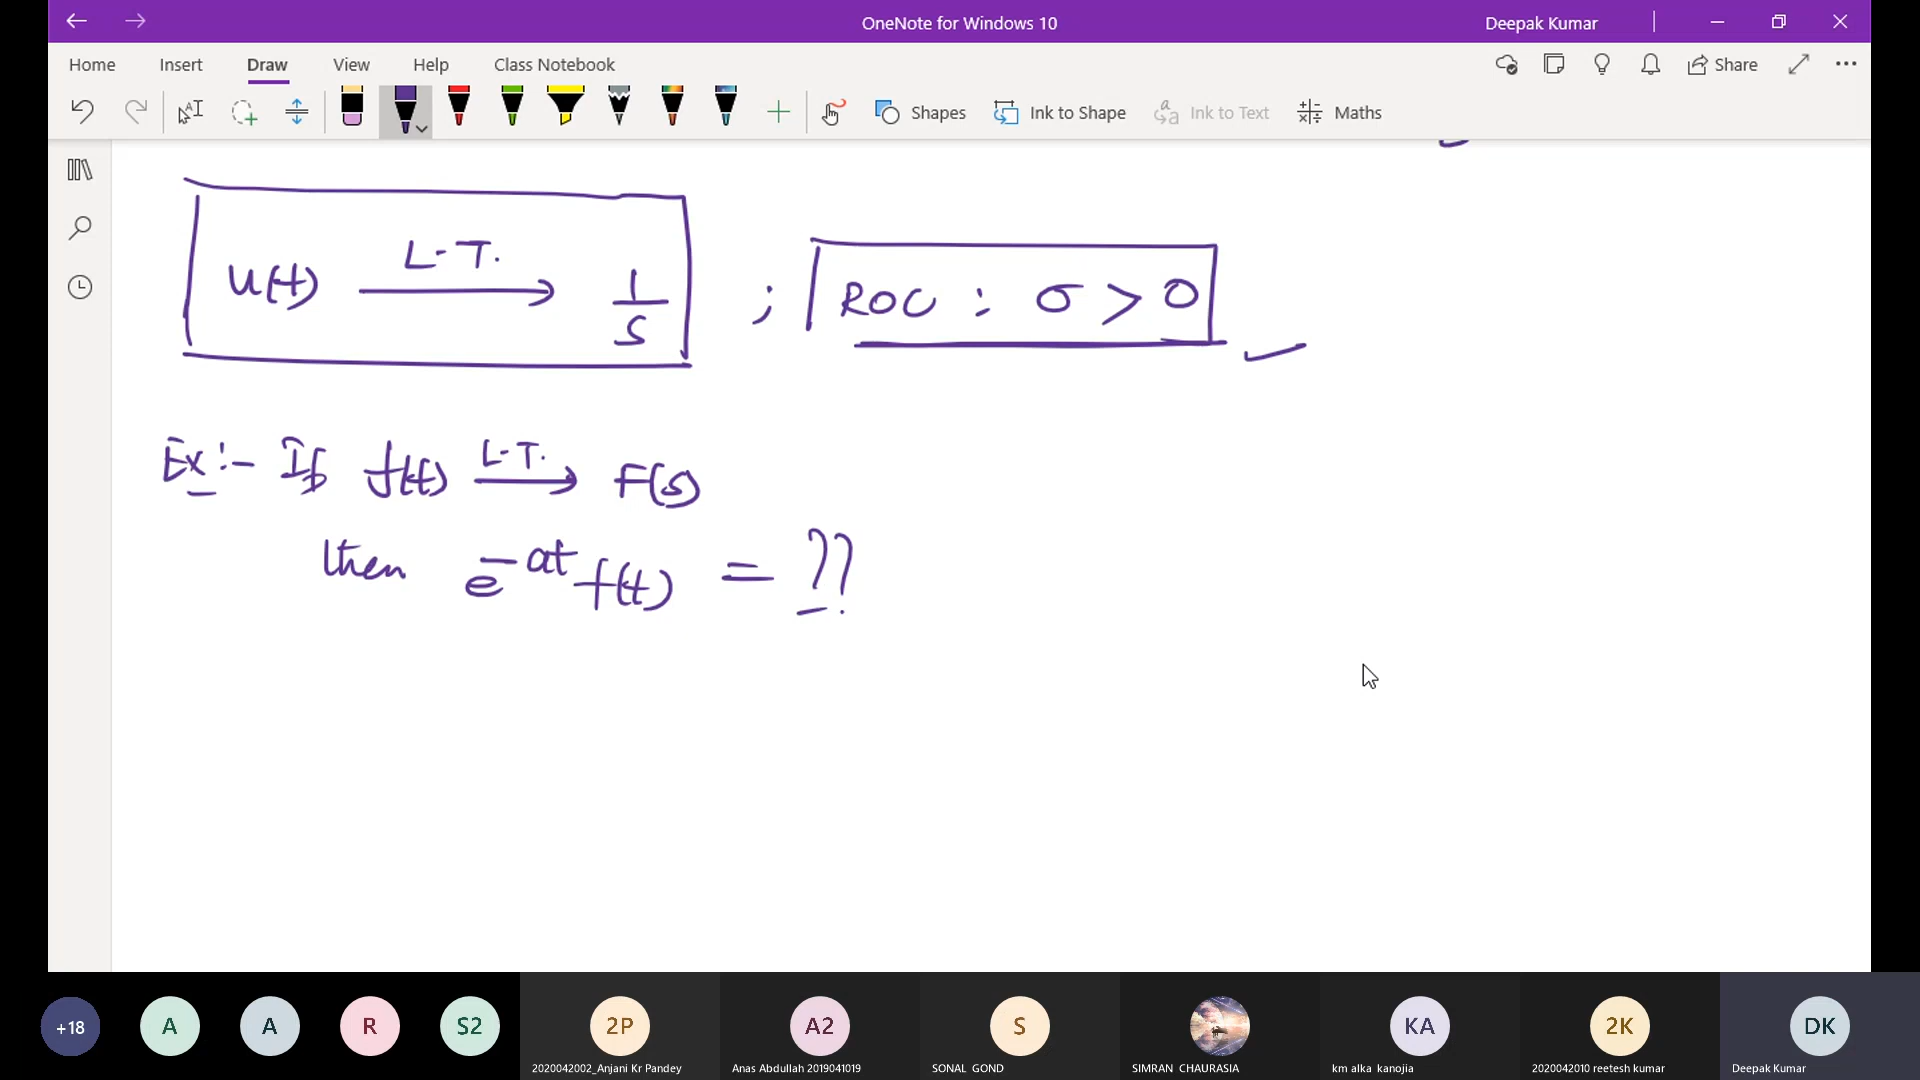 OneNote for Windows 10
Deepak Kumar
Home Insert Draw View Help Class Notebook
Share
Shapes Ink to Shape Ink to Text Maths
u(t) L.T. → 1/s ; ROC : σ > 0
Ex:- If f(t) L.T. → F(s)
then e^-at f(t) = ??
+18 A A R S2 2P A2 S KA 2K DK
2020042002_Anjani Kr Pandey Anas Abdullah 2019041019 SONAL GOND SIMRAN CHAURASIA km alka kanojia 2020042010 reetesh kumar Deepak Kumar